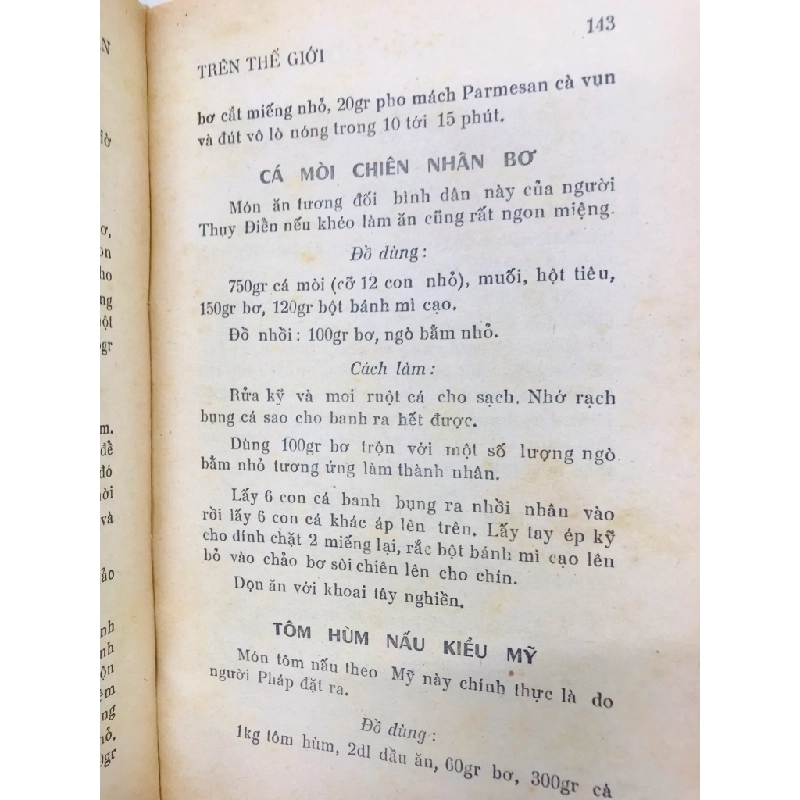 143
TRÊN THẾ GIỚI
bơ cắt miếng nhỏ, 20gr pho mách Parmesan cà vụn
và đút vô lò nóng trong 10 tới 15 phút.
CÁ MÒI CHIÊN NHÂN BƠ
Món ăn tương đối bình dân này của người
Thuỵ Điền nếu khéo làm ăn cũng rất ngon miệng.
Đồ dùng :
750gr cá mòi (cỡ 12 con nhỏ), muối, hột tiêu,
150gr bơ, 120gr bột bánh mì cạo.
Đồ nhồi : 100gr bơ, ngò bằm nhỏ.
Cách làm :
Rửa kỹ và moi ruột cá cho sạch. Nhớ rạch
bụng cá sao cho banh ra hết được.
Dùng 100gr bơ trộn với một số lượng ngò
bằm nhỏ tương ứng làm thành nhân.
Lấy 6 con cá banh bụng ra nhồi nhân vào
rồi lấy 6 con cá khác áp lên trên. Lấy tay ép kỹ
cho dính chặt 2 miếng lại, rắc bột bánh mì cạo lên
bỏ vào chảo bơ sôi chiên lên cho chín.
Dọn ăn với khoai tây nghiền.
TÔM HÙM NẤU KIỂU MỸ
Món tôm nấu theo Mỹ này chính thực là do
người Pháp đặt ra.
Đồ dùng :
1kg tôm hùm, 2dl dầu ăn, 60gr bơ, 300gr cà